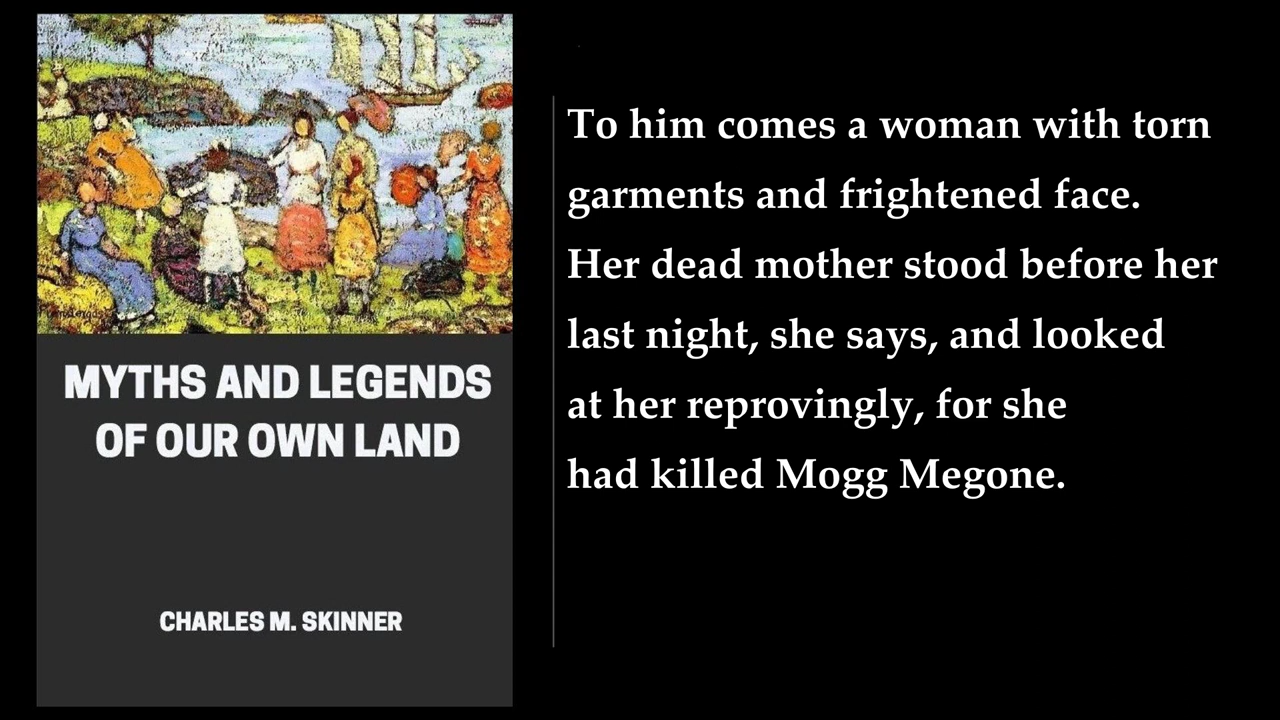 MYTHS AND LEGENDS
OF OUR OWN LAND
CHARLES M. SKINNER
To him comes a woman with torn
garments and frightened face.
Her dead mother stood before her
last night, she says, and looked
at her reprovingly, for she
had killed Mogg Megone.